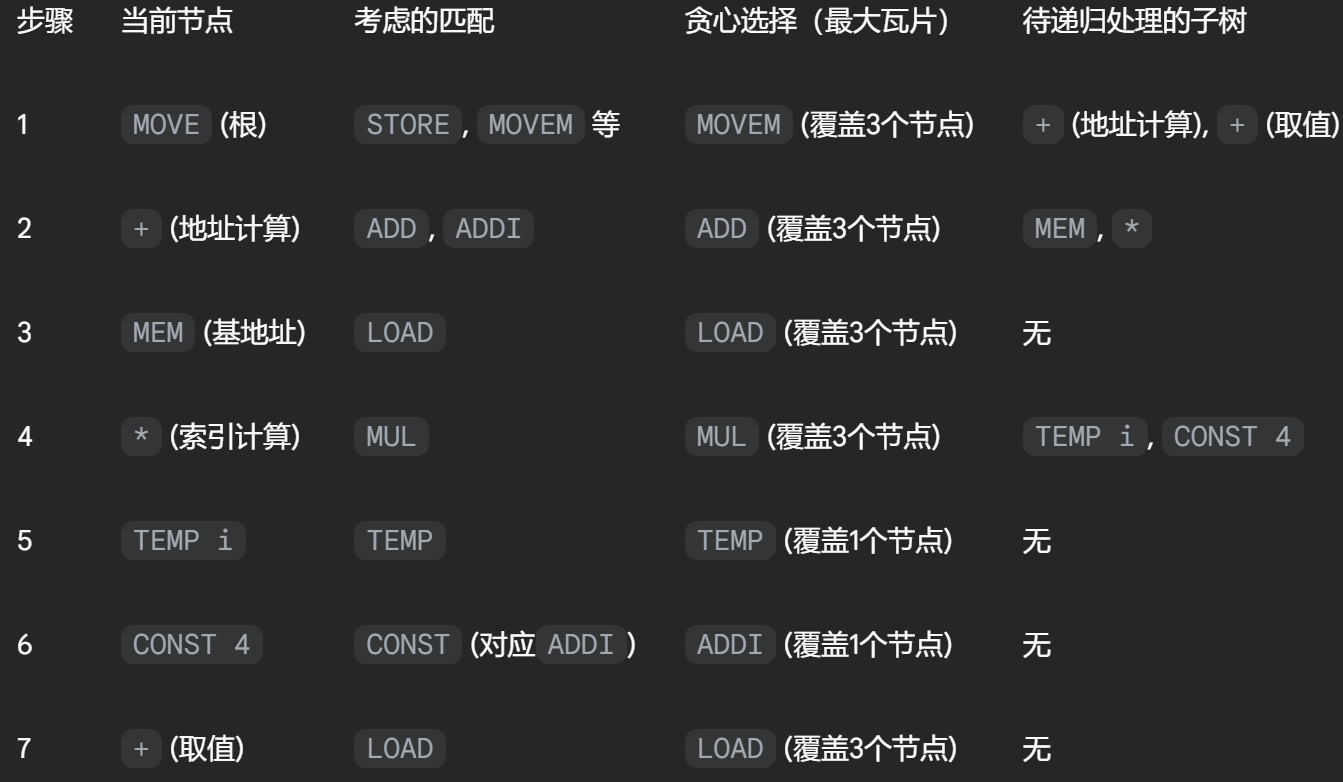 步骤 当前节点 考虑的匹配 贪心选择（最大瓦片） 待递归处理的子树
1 MOVE (根) STORE, MOVEM 等 MOVEM (覆盖3个节点) + (地址计算), + (取值)
2 + (地址计算) ADD, ADDI ADD (覆盖3个节点) MEM, *
3 MEM (基地址) LOAD LOAD (覆盖3个节点) 无
4 * (索引计算) MUL MUL (覆盖3个节点) TEMP i, CONST 4
5 TEMP i TEMP TEMP (覆盖1个节点) 无
6 CONST 4 CONST (对应 ADDI) ADDI (覆盖1个节点) 无
7 + (取值) LOAD LOAD (覆盖3个节点) 无